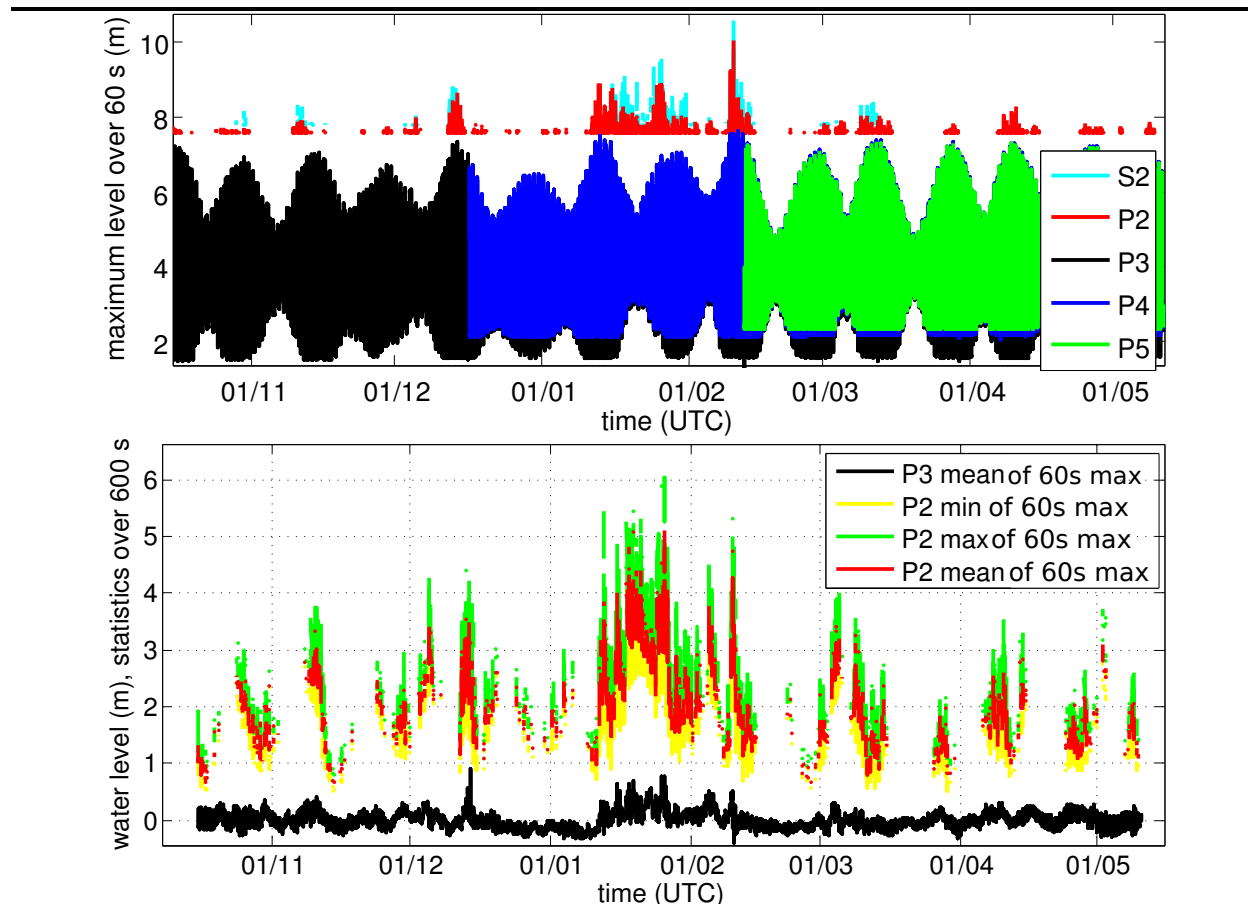 maximum level over 60 s (m)
10
8
6
4
2
S2
P2
P3
P4
P5
01/11
01/12
01/01
01/02
01/03
01/04
01/05
time (UTC)
water level (m), statistics over 600 s
6
5
4
3
2
1
0
P3 mean of 60s max
P2 min of 60s max
P2 max of 60s max
P2 mean of 60s max
01/11
01/12
01/01
01/02
01/03
01/04
01/05
time (UTC)